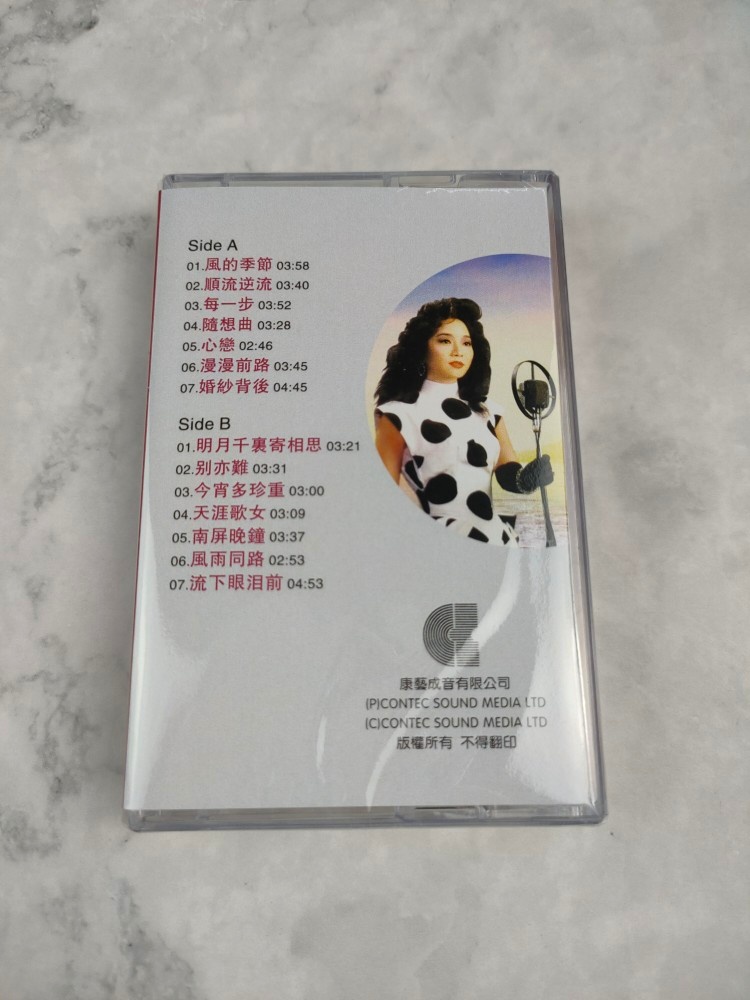 Side A
01.風的季節 03:58
02.順流逆流 03:40
03.每一步 03:52
04.隨想曲 03:28
05.心戀 02:46
06.漫漫前路 03:45
07.婚紗背後 04:45
Side B
01.明月千裏寄相思 03:21
02.别亦難 03:31
03.今宵多珍重 03:00
04.天涯歌女 03:09
05.南屏晚鐘 03:37
06.風雨同路 02:53
07.流下眼泪前 04:53
康藝成音有限公司
(P)CONTEC SOUND MEDIA LTD
(C)CONTEC SOUND MEDIA LTD
版權所有 不得翻印